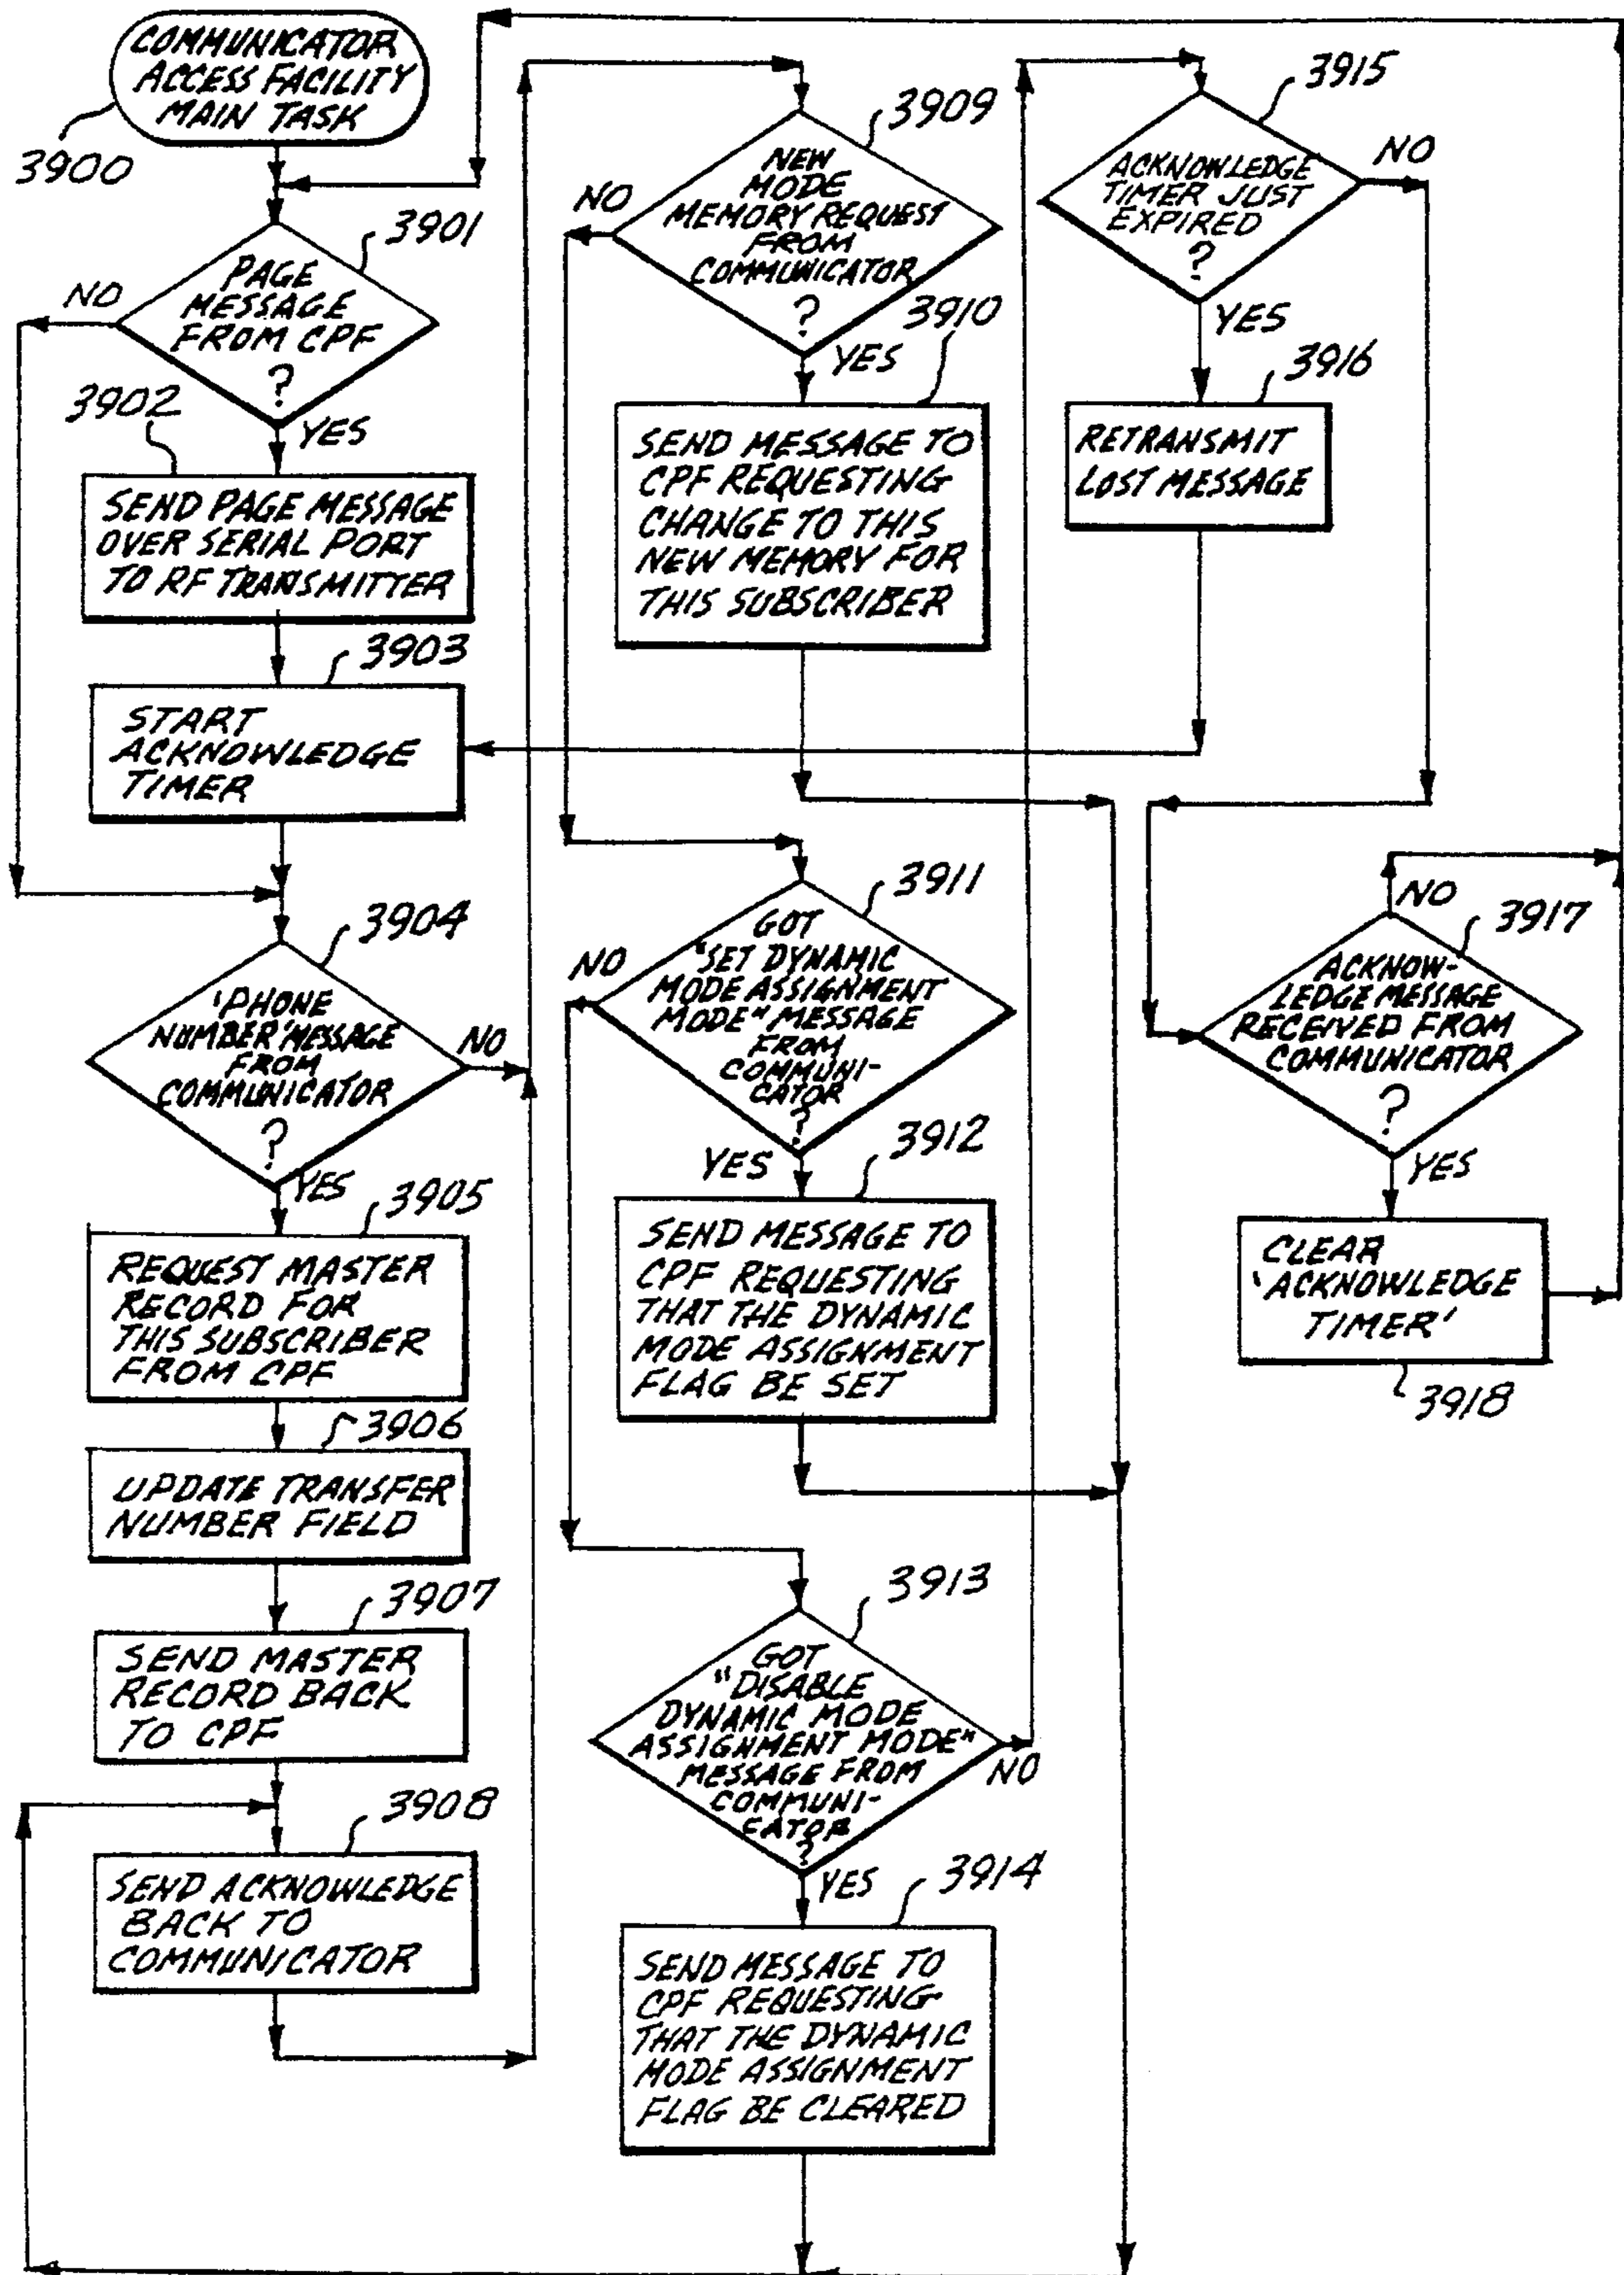 COMMUNICATOR
ACCESS FACILITY
MAIN TASK
3900
3901
PAGE
MESSAGE
FROM CPF
?
NO
YES
3902
SEND PAGE MESSAGE
OVER SERIAL PORT
TO RF TRANSMITTER
3903
START
ACKNOWLEDGE
TIMER
3904
'PHONE
NUMBER' MESSAGE
FROM
COMMUNICATOR
?
NO
YES
3905
REQUEST MASTER
RECORD FOR
THIS SUBSCRIBER
FROM CPF
3906
UPDATE TRANSFER
NUMBER FIELD
3907
SEND MASTER
RECORD BACK
TO CPF
3908
SEND ACKNOWLEDGE
BACK TO
COMMUNICATOR
3909
NEW
MODE
MEMORY REQUEST
FROM
COMMUNICATOR
?
NO
YES
3910
SEND MESSAGE TO
CPF REQUESTING
CHANGE TO THIS
NEW MEMORY FOR
THIS SUBSCRIBER
3911
GOT
"SET DYNAMIC
MODE ASSIGNMENT
MODE" MESSAGE
FROM
COMMUNI-
CATOR
?
NO
YES
3912
SEND MESSAGE TO
CPF REQUESTING
THAT THE DYNAMIC
MODE ASSIGNMENT
FLAG BE SET
3913
GOT
"DISABLE
DYNAMIC MODE
ASSIGNMENT MODE"
MESSAGE FROM
COMMUNI-
CATOR
?
NO
YES
3914
SEND MESSAGE TO
CPF REQUESTING
THAT THE DYNAMIC
MODE ASSIGNMENT
FLAG BE CLEARED
3915
ACKNOWLEDGE
TIMER JUST
EXPIRED
?
NO
YES
3916
RETRANSMIT
LOST MESSAGE
3917
ACKNOW-
LEDGE MESSAGE
RECEIVED FROM
COMMUNICATOR
?
NO
YES
CLEAR
'ACKNOWLEDGE
TIMER'
3918